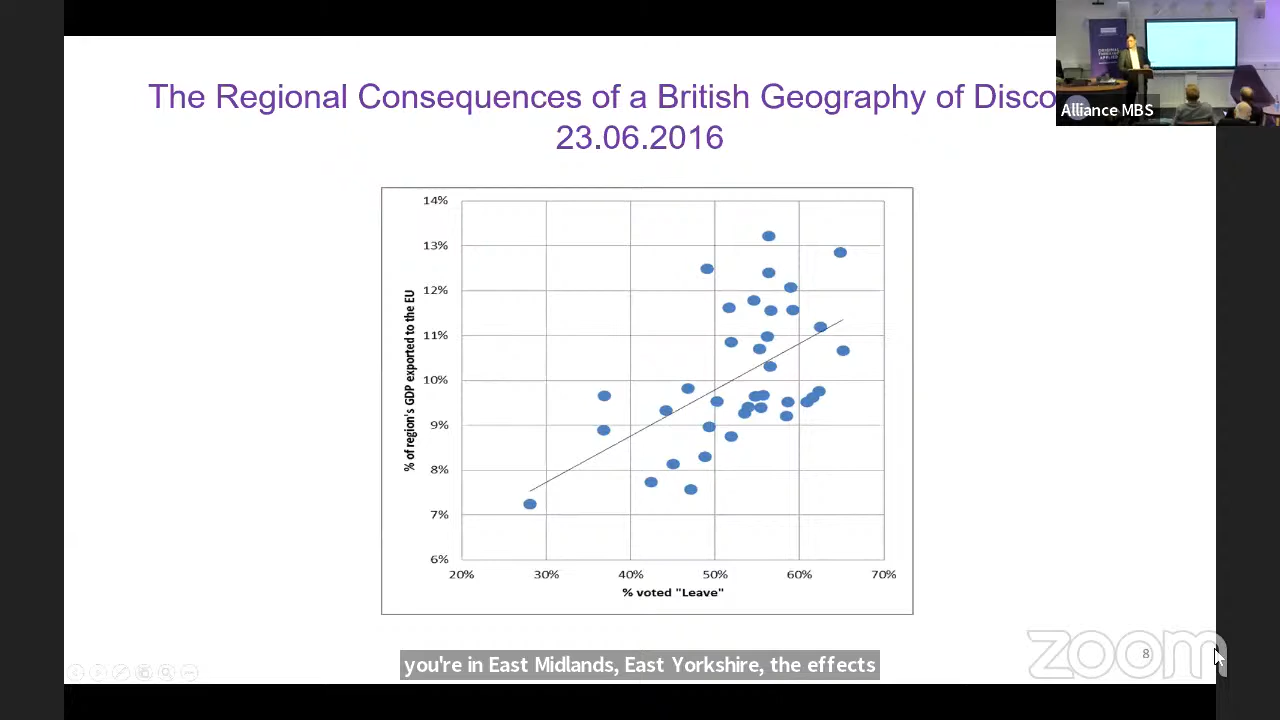 The Regional Consequences of a British Geography of Disco
23.06.2016
Alliance MBS
14%
13%
12%
11%
10%
9%
8%
7%
6%
% of region's GDP exported to the EU
20% 30% 40% 50% 60% 70%
% voted "Leave"
you're in East Midlands, East Yorkshire, the effects
zoom
8